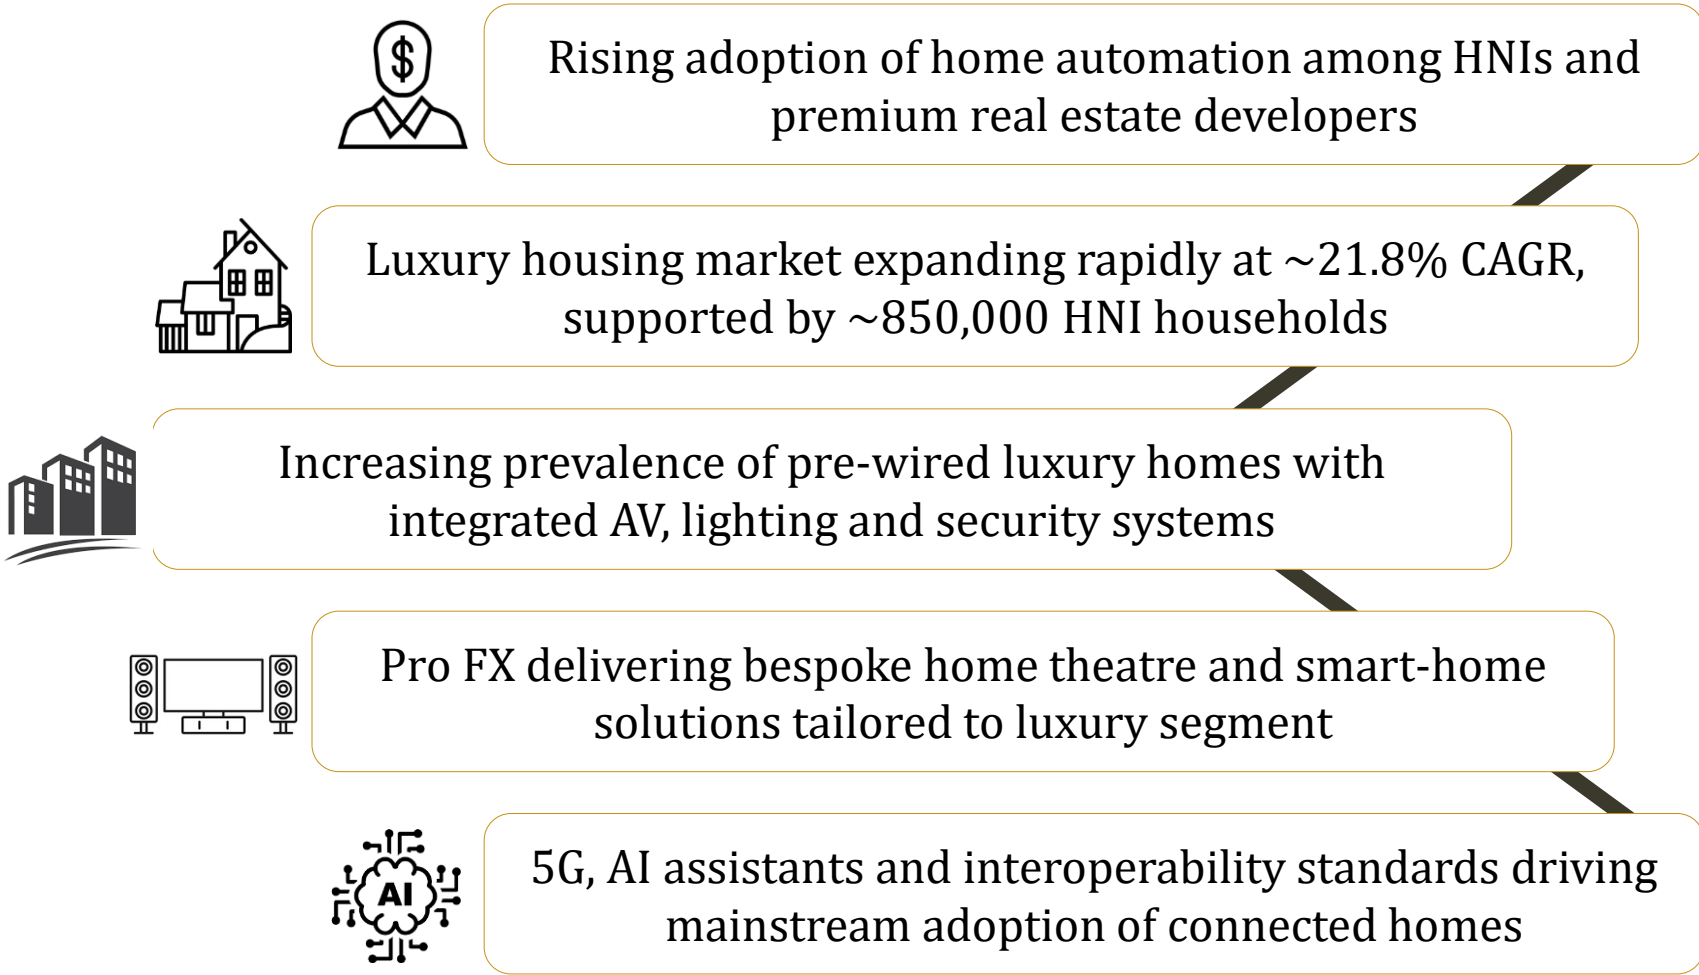 $
Rising adoption of home automation among HNIs and
premium real estate developers
Luxury housing market expanding rapidly at ~21.8% CAGR,
supported by ~850,000 HNI households
Increasing prevalence of pre-wired luxury homes with
integrated AV, lighting and security systems
Pro FX delivering bespoke home theatre and smart-home
solutions tailored to luxury segment
AI
5G, AI assistants and interoperability standards driving
mainstream adoption of connected homes